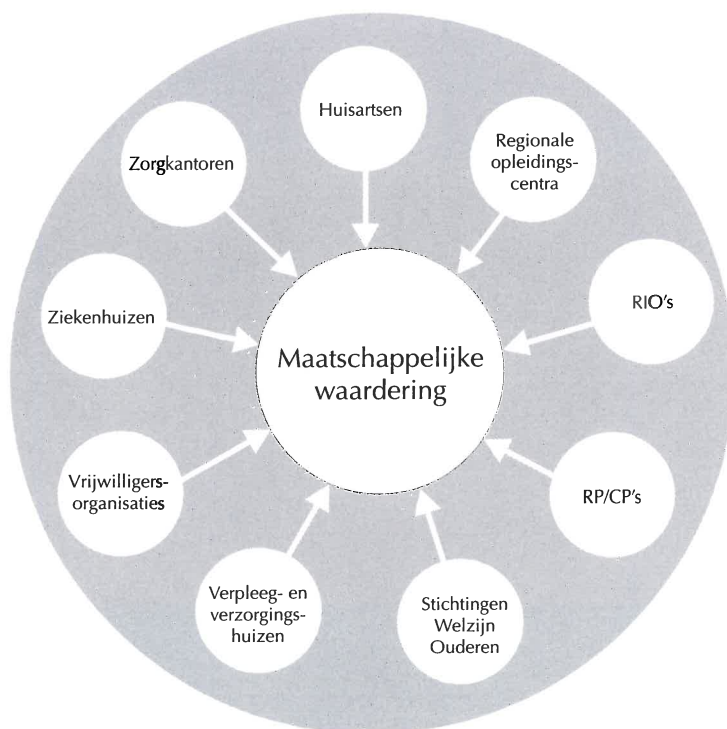 Huisartsen
Regionale
opleidings-
centra
RIO's
RP/CP's
Stichtingen
Welzijn
Ouderen
Verpleeg- en
verzorgings-
huizen
Vrijwilligers-
organisaties
Ziekenhuizen
Zorgkantoren
Maatschappelijke
waardering